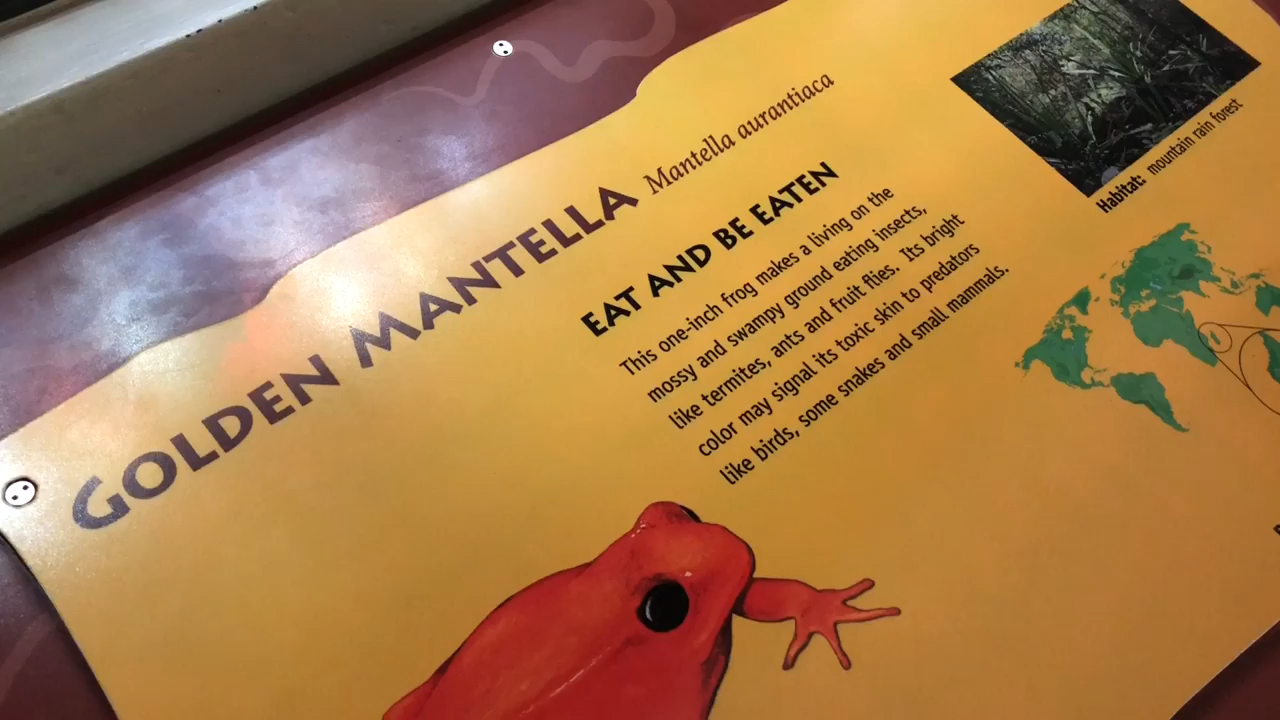 GOLDEN MANTELLA Mantella aurantiaca
EAT AND BE EATEN
This one-inch frog makes a living on the
mossy and swampy ground eating insects,
like termites, ants and fruit flies. Its bright
color may signal its toxic skin to predators
like birds, some snakes and small mammals.
Habitat: mountain rain forest